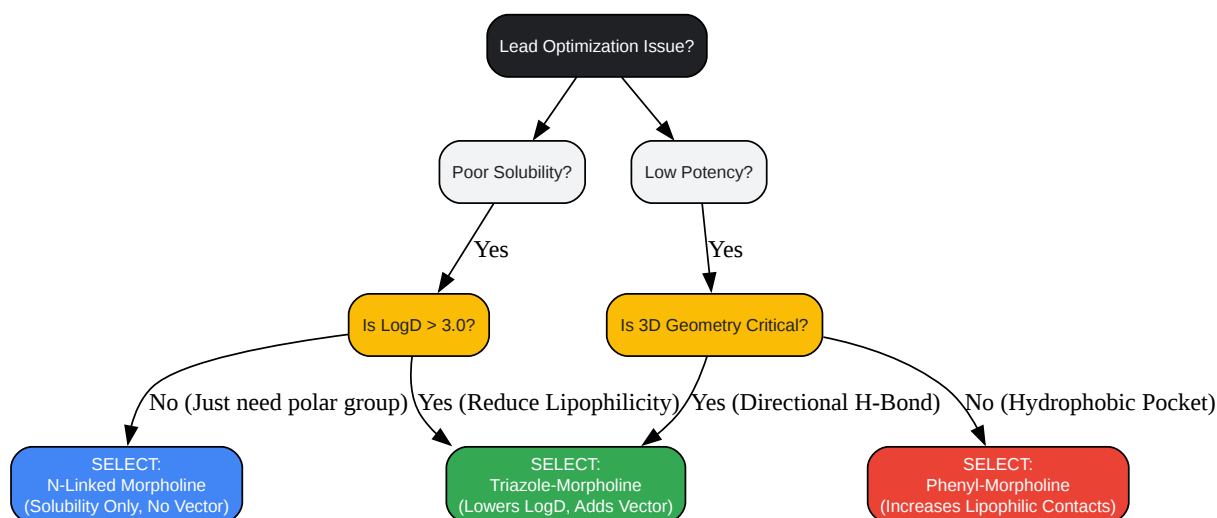 Lead Optimization Issue?
Poor Solubility?
Low Potency?
Yes
Yes
Is LogD > 3.0?
Is 3D Geometry Critical?
No (Just need polar group)
Yes (Reduce Lipophilicity)
Yes (Directional H-Bond)
No (Hydrophobic Pocket)
SELECT:
N-Linked Morpholine
(Solubility Only, No Vector)
SELECT:
Triazole-Morpholine
(Lowers LogD, Adds Vector)
SELECT:
Phenyl-Morpholine
(Increases Lipophilic Contacts)